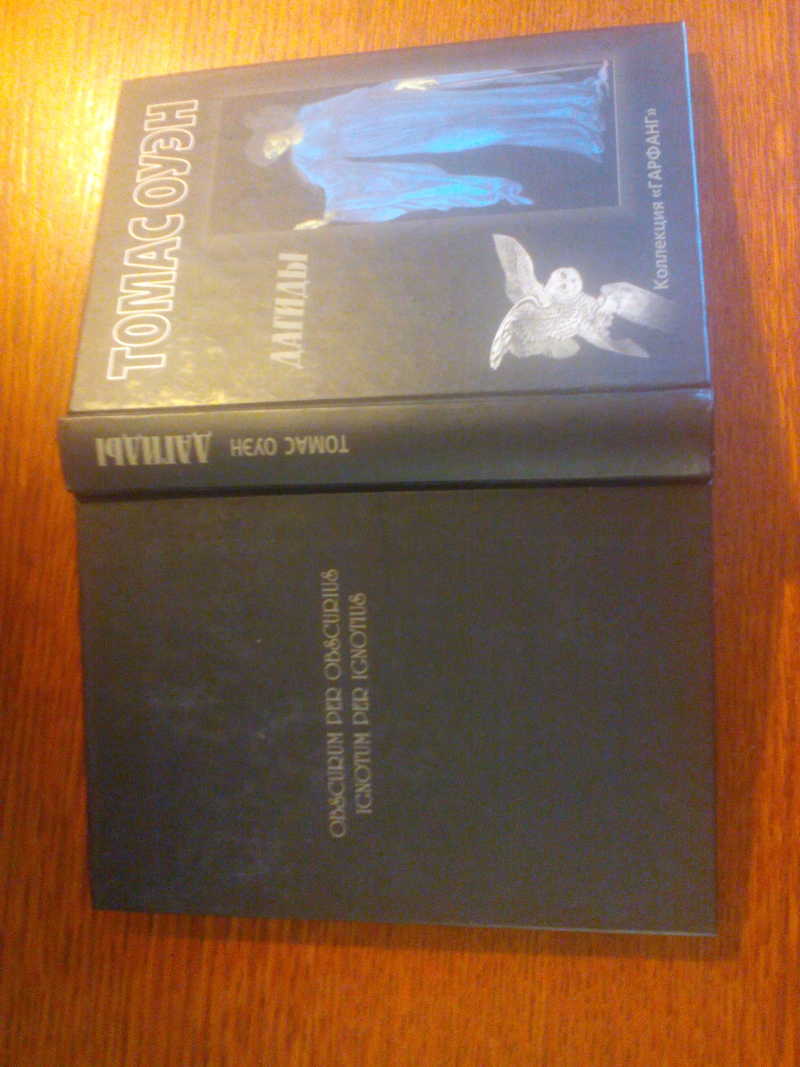 ТОМАС ОУЭН
ДАГИДЫ
Коллекция «ГАРФАНГ»
ДАГИДЫ
ТОМАС ОУЭН
OBSCURUM PER OBSCURIUS
IGNOTUM PER IGNOTIUS